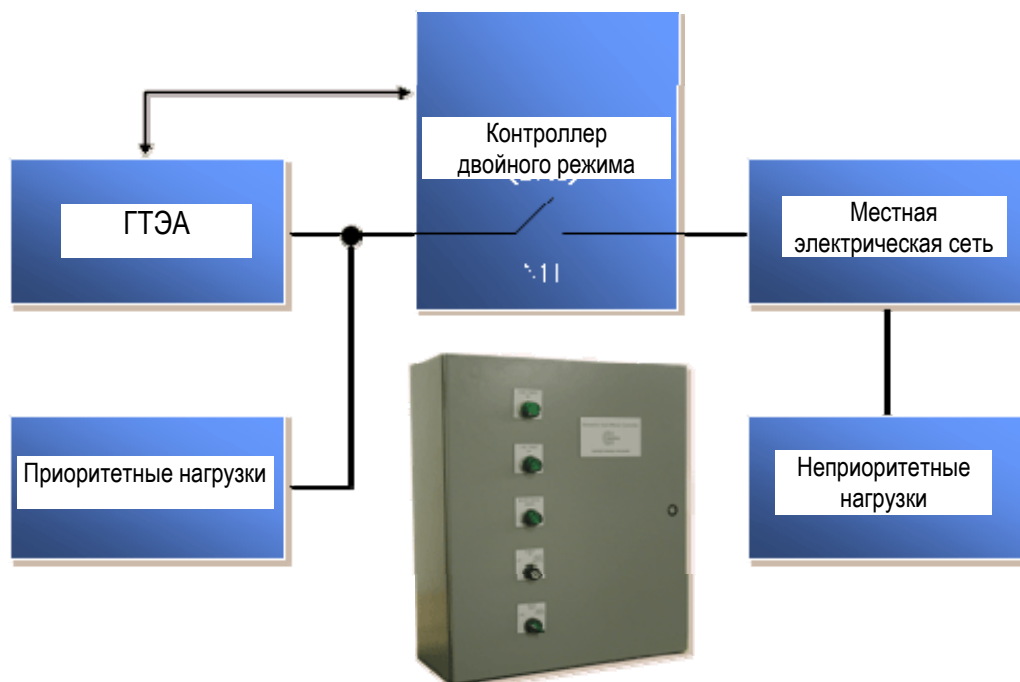 Контроллер
двойного режима
ГТЭА
Местная
электрическая сеть
Приоритетные нагрузки
Неприоритетные
нагрузки